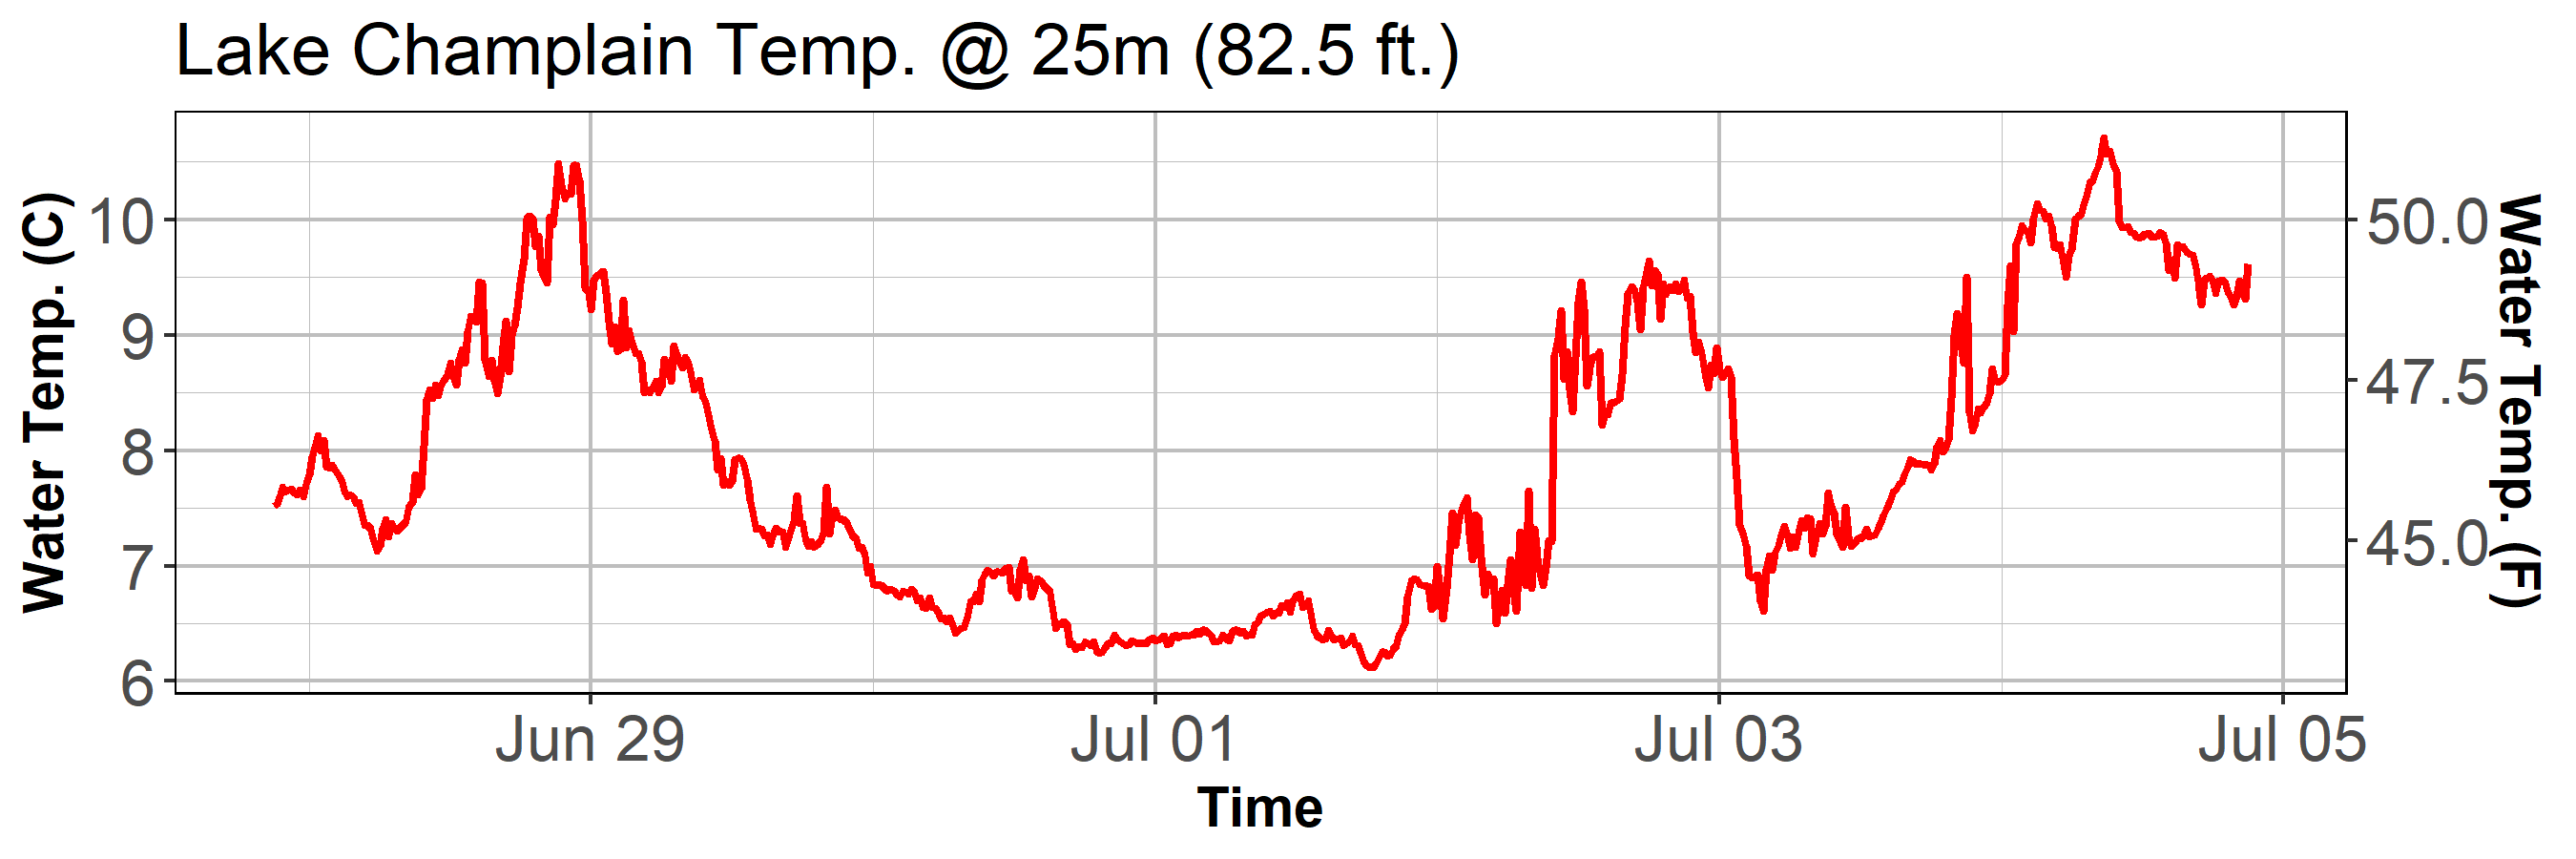 Lake Champlain Temp. @ 25m (82.5 ft.)
Water Temp. (C)
10
9
8
7
6
50.0
47.5
45.0
Water Temp. (F)
Jun 29
Jul 01
Jul 03
Jul 05
Time